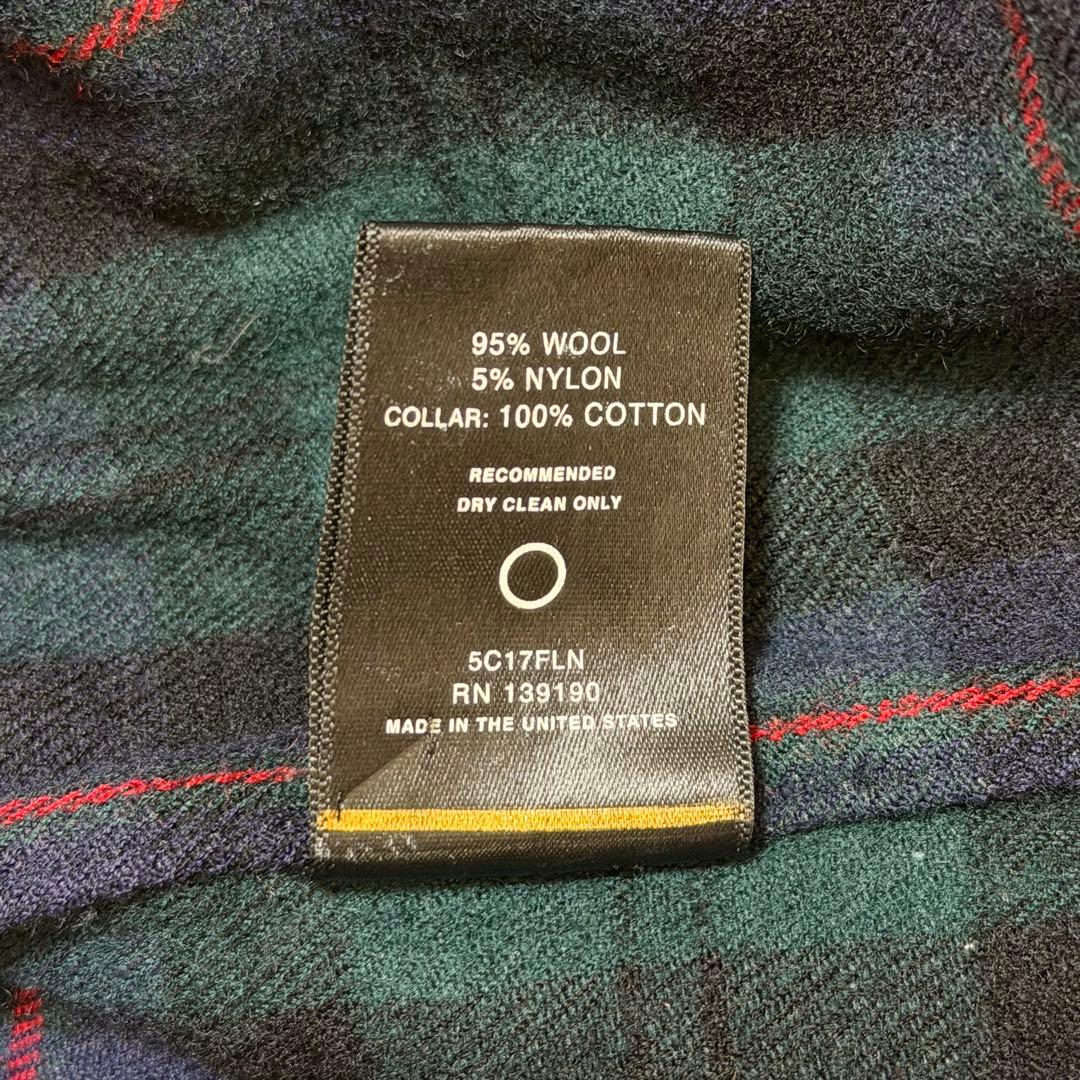 95% WOOL
5% NYLON
COLLAR: 100% COTTON
RECOMMENDED
DRY CLEAN ONLY
5C17FLN
RN 139190
MADE IN THE UNITED STATES